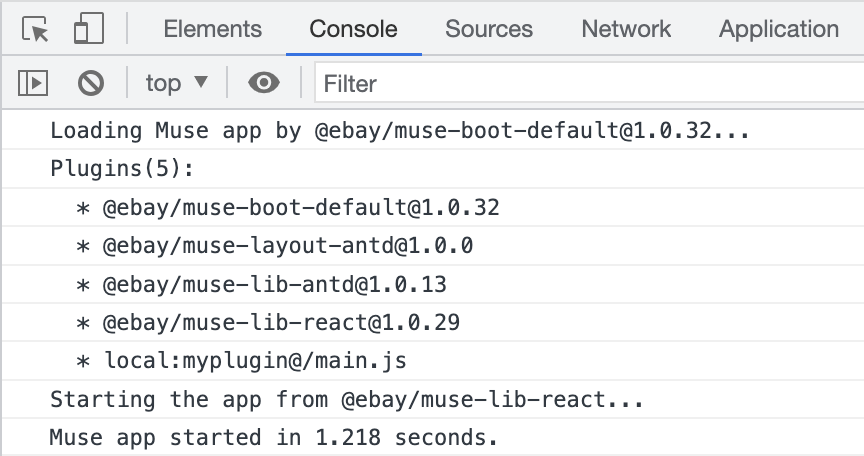 Elements Console Sources Network Application
top Filter
Loading Muse app by @ebay/muse-boot-default@1.0.32...
Plugins(5):
* @ebay/muse-boot-default@1.0.32
* @ebay/muse-layout-antd@1.0.0
* @ebay/muse-lib-antd@1.0.13
* @ebay/muse-lib-react@1.0.29
* local:myplugin@/main.js
Starting the app from @ebay/muse-lib-react...
Muse app started in 1.218 seconds.